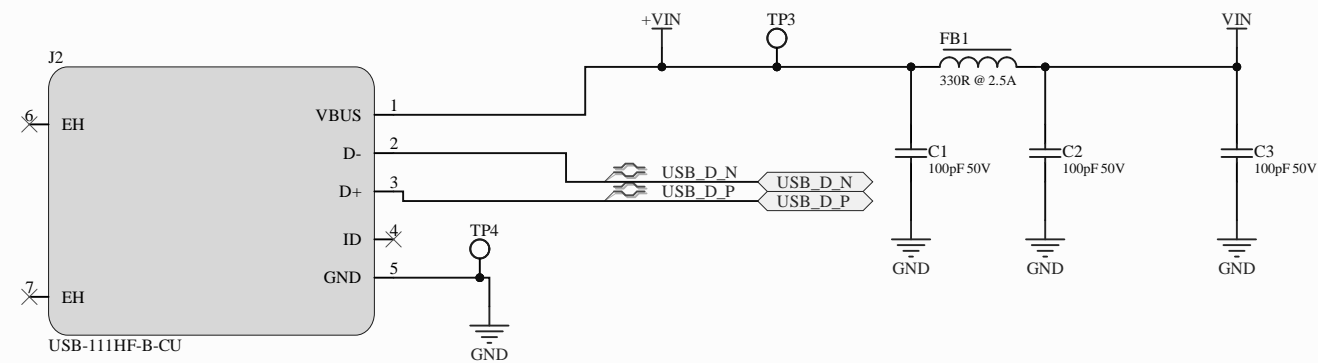 +VIN
TP3
VIN
J2
FB1
330R @ 2.5A
VBUS
1
6
EH
2
D-
C1
100pF 50V
C2
100pF 50V
C3
100pF 50V
USB_D_N
USB_D_N
D+
3
USB_D_P
USB_D_P
ID
4
TP4
GND
GND
GND
GND
5
7
EH
USB-111HF-B-CU
GND